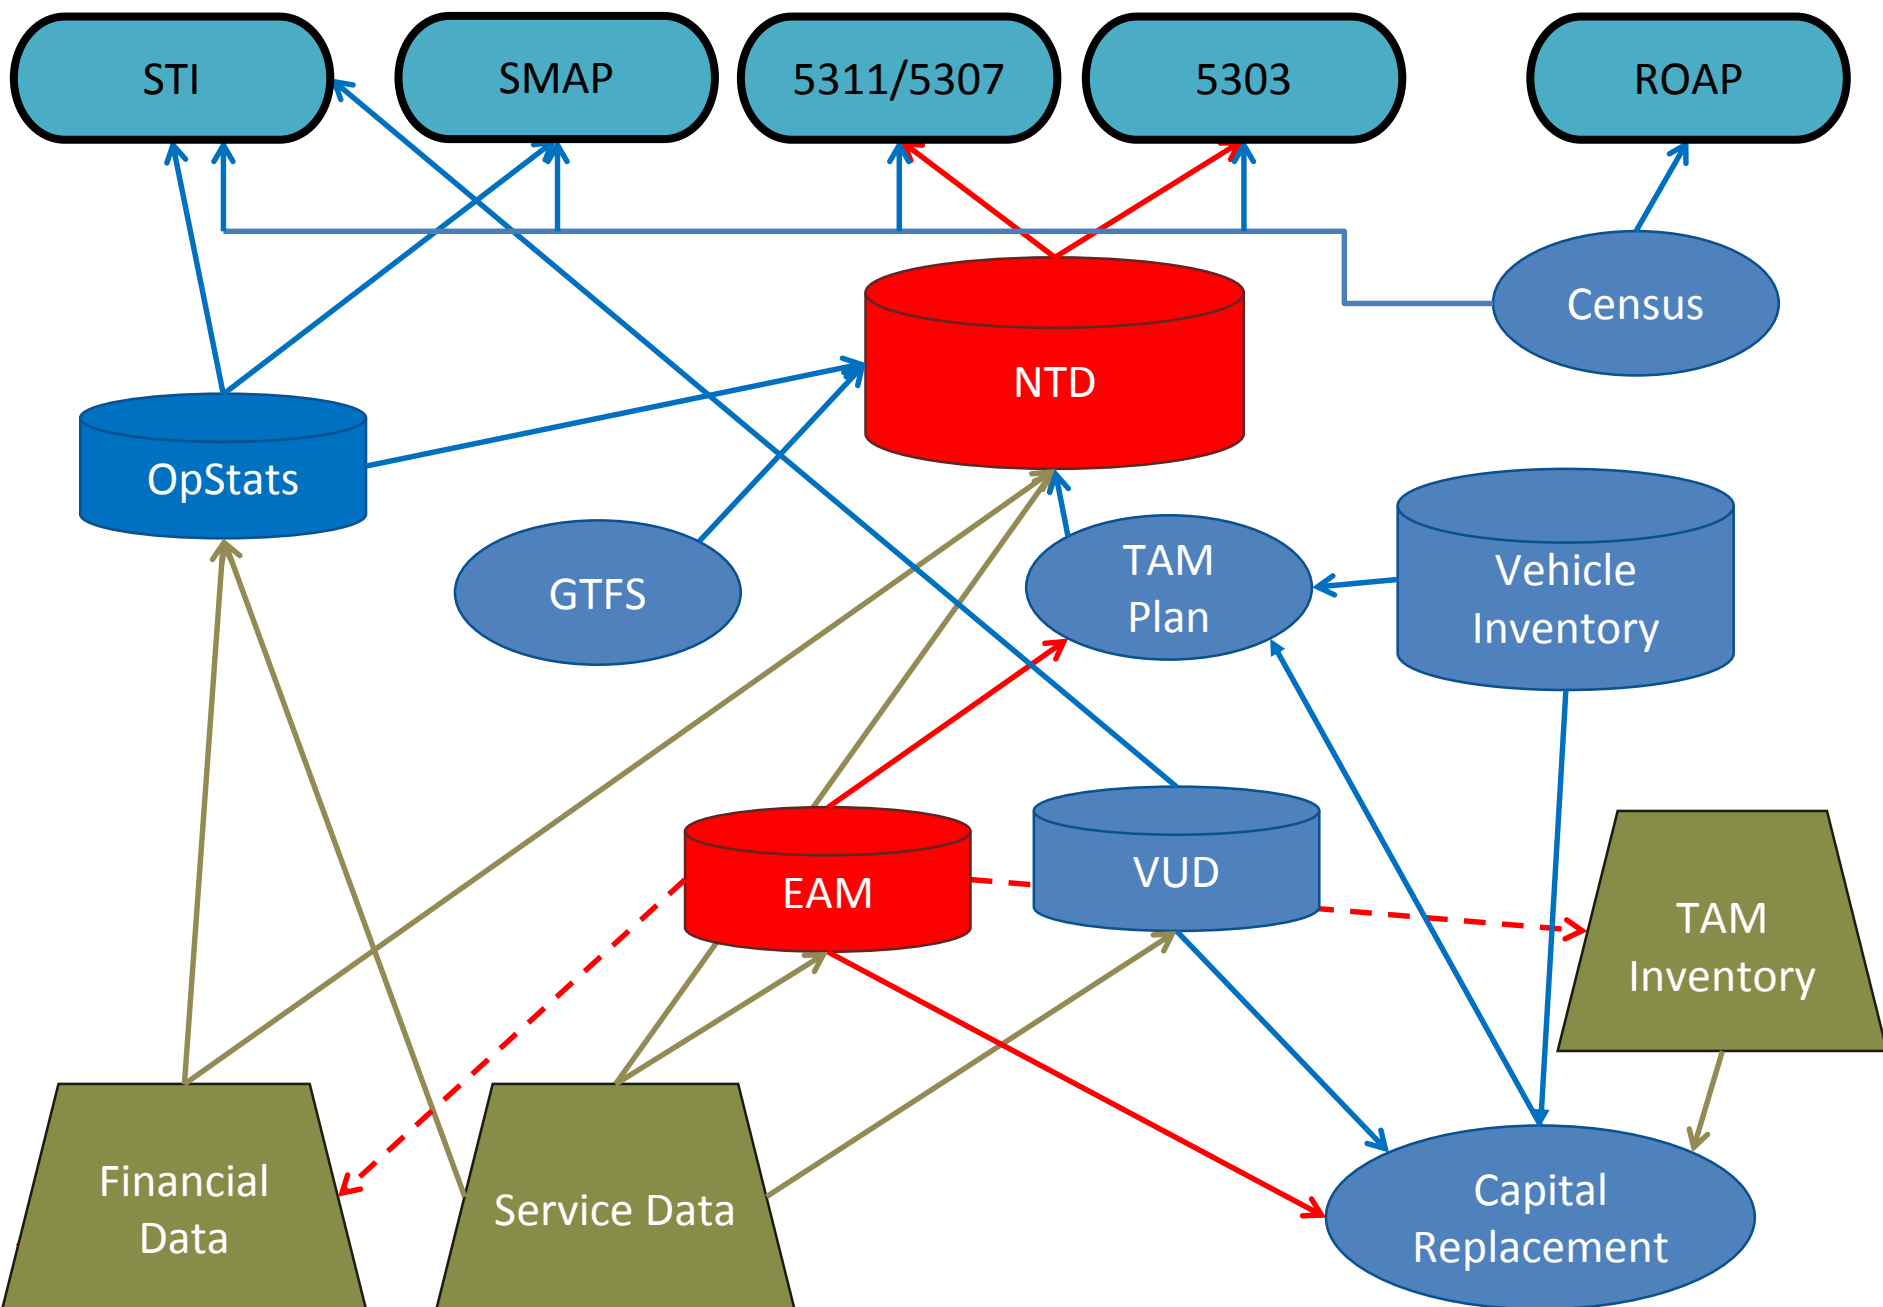 STI
SMAP
5311/5307
5303
ROAP
Census
NTD
OpStats
GTFS
TAM
Plan
Vehicle
Inventory
EAM
VUD
TAM
Inventory
Financial
Data
Service Data
Capital
Replacement